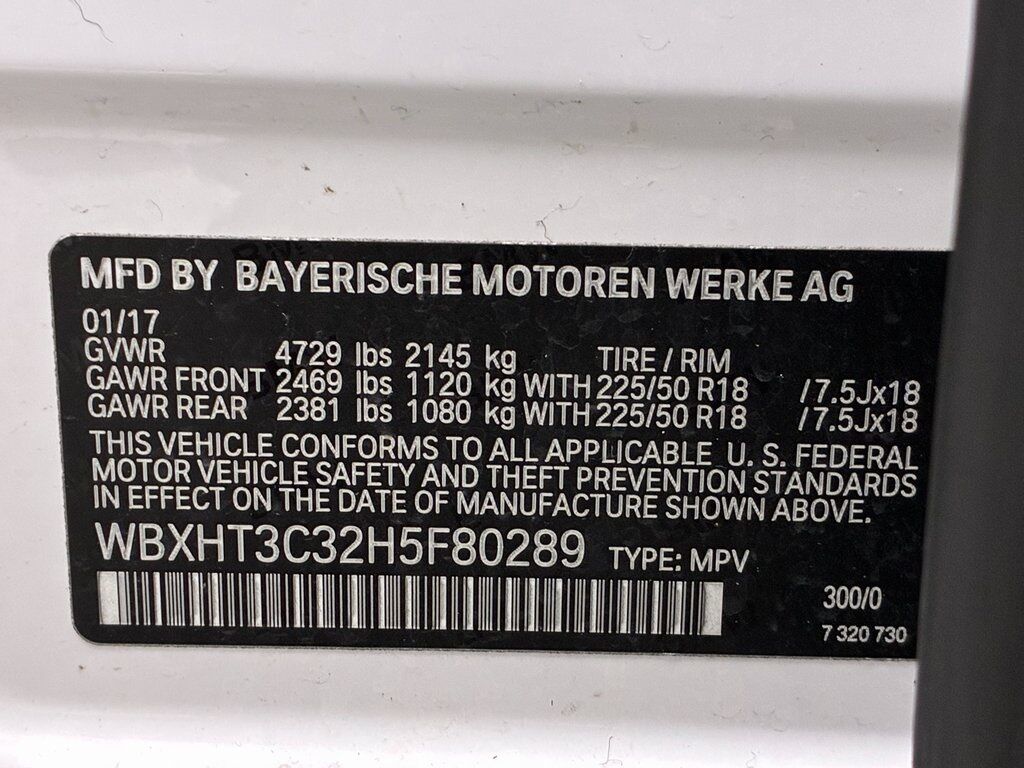 MFD BY BAYERISCHE MOTOREN WERKE AG
01/17
GVWR 4729 lbs 2145 kg TIRE / RIM
GAWR FRONT 2469 lbs 1120 kg WITH 225/50 R18 /7.5Jx18
GAWR REAR 2381 lbs 1080 kg WITH 225/50 R18 /7.5Jx18
THIS VEHICLE CONFORMS TO ALL APPLICABLE U. S. FEDERAL
MOTOR VEHICLE SAFETY AND THEFT PREVENTION STANDARDS
IN EFFECT ON THE DATE OF MANUFACTURE SHOWN ABOVE.
WBXHT3C32H5F80289 TYPE: MPV
300/0
7 320 730